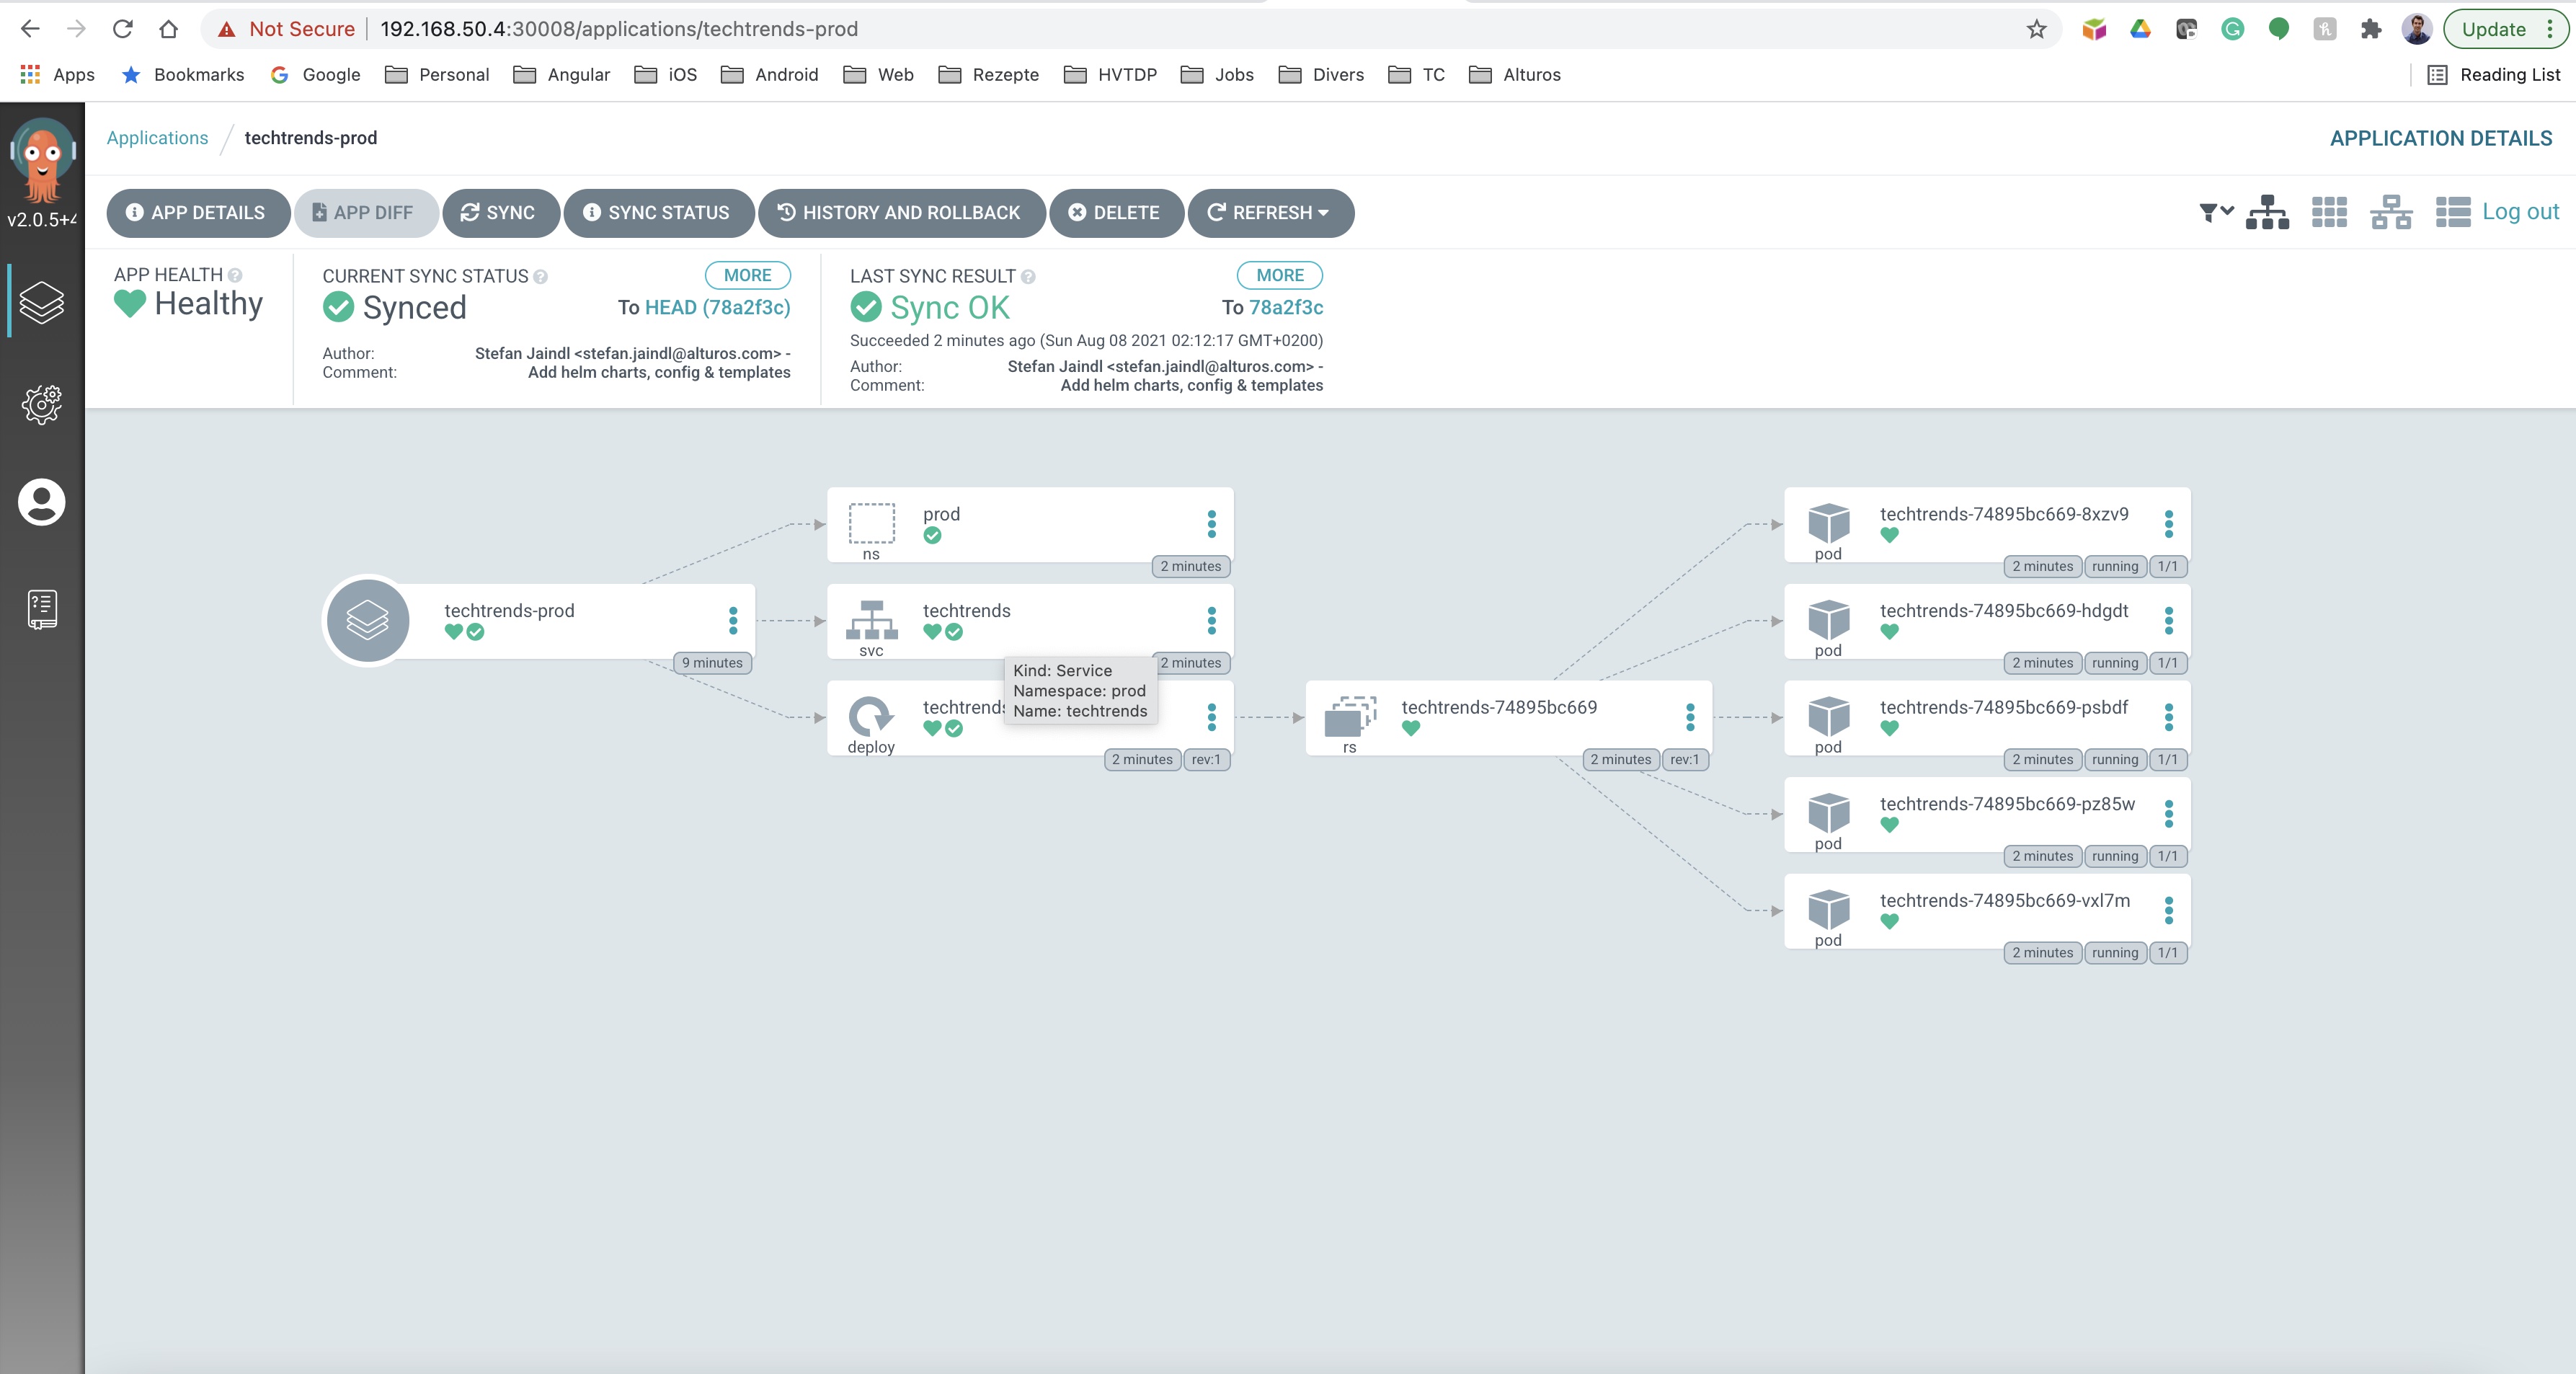 Not Secure | 192.168.50.4:30008/applications/techtrends-prod
Update
Apps Bookmarks Google Personal Angular iOS Android Web Rezepte HVTDP Jobs Divers TC Alturos Reading List
Applications / techtrends-prod APPLICATION DETAILS
v2.0.5+4
APP DETAILS APP DIFF SYNC SYNC STATUS HISTORY AND ROLLBACK DELETE REFRESH Log out
APP HEALTH
Healthy
CURRENT SYNC STATUS MORE
Synced To HEAD (78a2f3c)
Author: Stefan Jaindl <stefan.jaindl@alturos.com> -
Comment: Add helm charts, config & templates
LAST SYNC RESULT MORE
Sync OK To 78a2f3c
Succeeded 2 minutes ago (Sun Aug 08 2021 02:12:17 GMT+0200)
Author: Stefan Jaindl <stefan.jaindl@alturos.com> -
Comment: Add helm charts, config & templates
techtrends-prod
9 minutes
prod
ns
2 minutes
techtrends
svc
2 minutes
Kind: Service
Namespace: prod
Name: techtrends
techtrends
deploy
2 minutes rev:1
techtrends-74895bc669
rs
2 minutes rev:1
techtrends-74895bc669-8xzv9
pod
2 minutes running 1/1
techtrends-74895bc669-hdgdt
pod
2 minutes running 1/1
techtrends-74895bc669-psbdf
pod
2 minutes running 1/1
techtrends-74895bc669-pz85w
pod
2 minutes running 1/1
techtrends-74895bc669-vxl7m
pod
2 minutes running 1/1